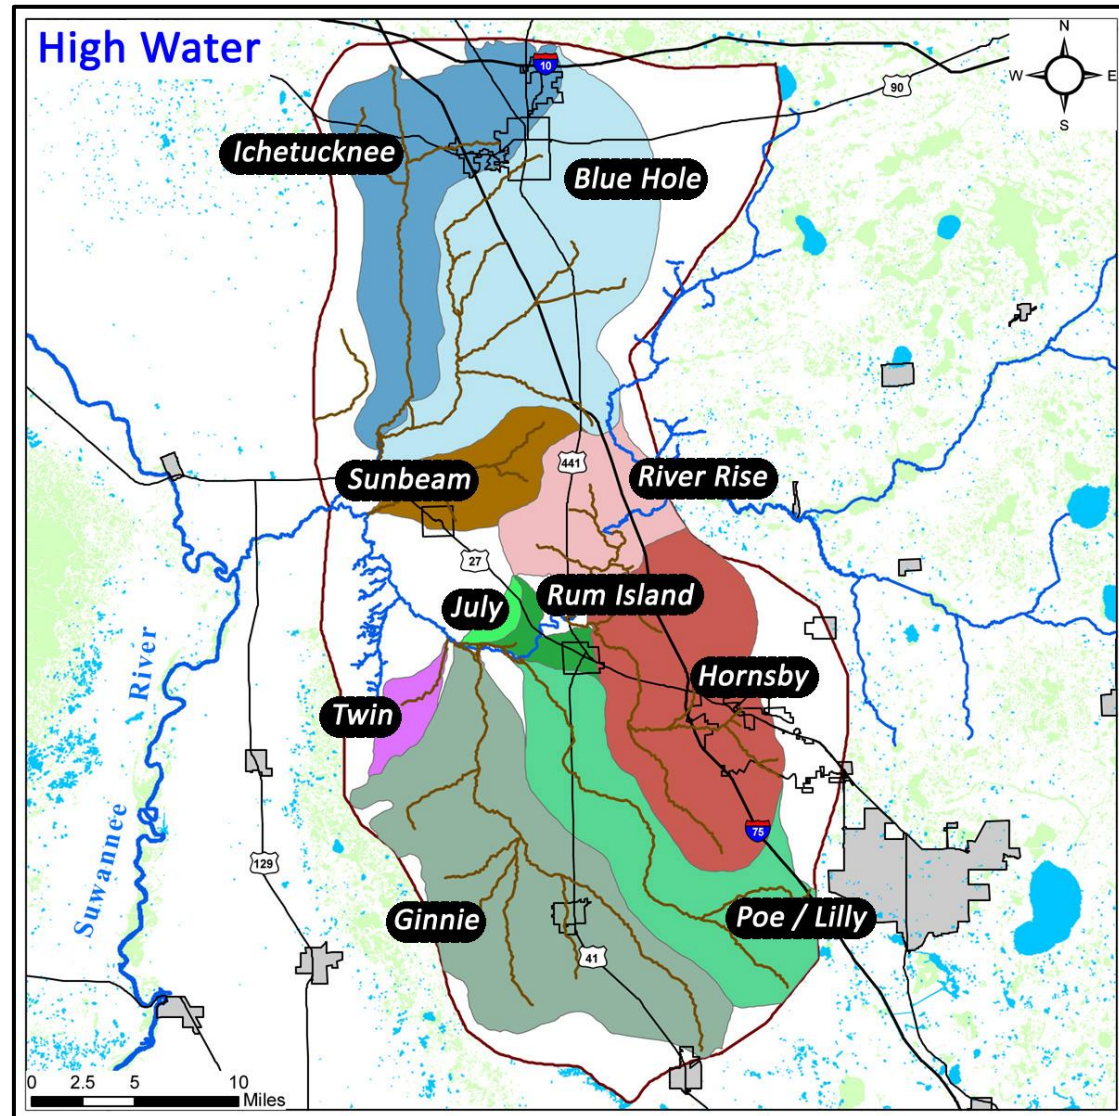 High Water
N
W E
S
10
90
Ichetucknee
Blue Hole
441
River Rise
Sunbeam
27
July
Rum Island
Hornsby
Twin
Suwannee River
129
75
Ginnie
Poe / Lilly
41
0 2.5 5 10
Miles